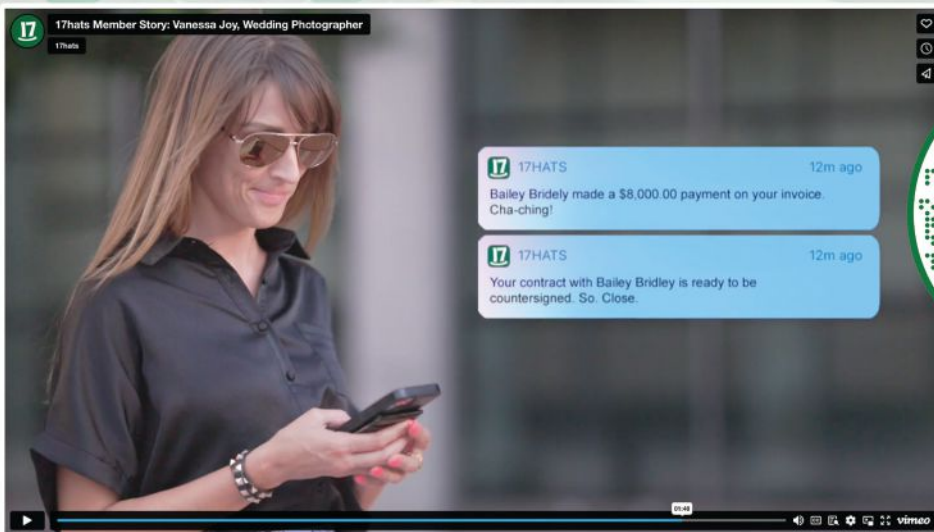 17
17hats Member Story: Vanessa Joy, Wedding Photographer
17hats
17 17HATS 12m ago
Bailey Bridely made a $8,000.00 payment on your invoice.
Cha-ching!
17 17HATS 12m ago
Your contract with Bailey Bridley is ready to be
countersigned. So. Close.
01:48
vimeo